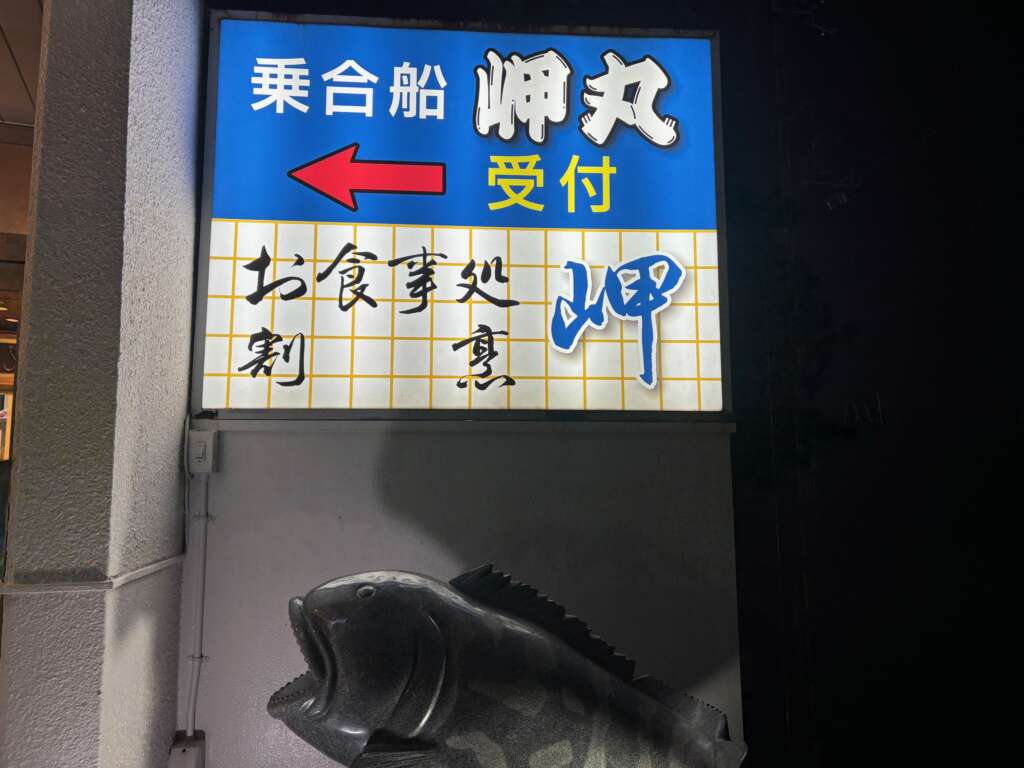 乗合船 岬丸
受付
お食事処
割烹 岬